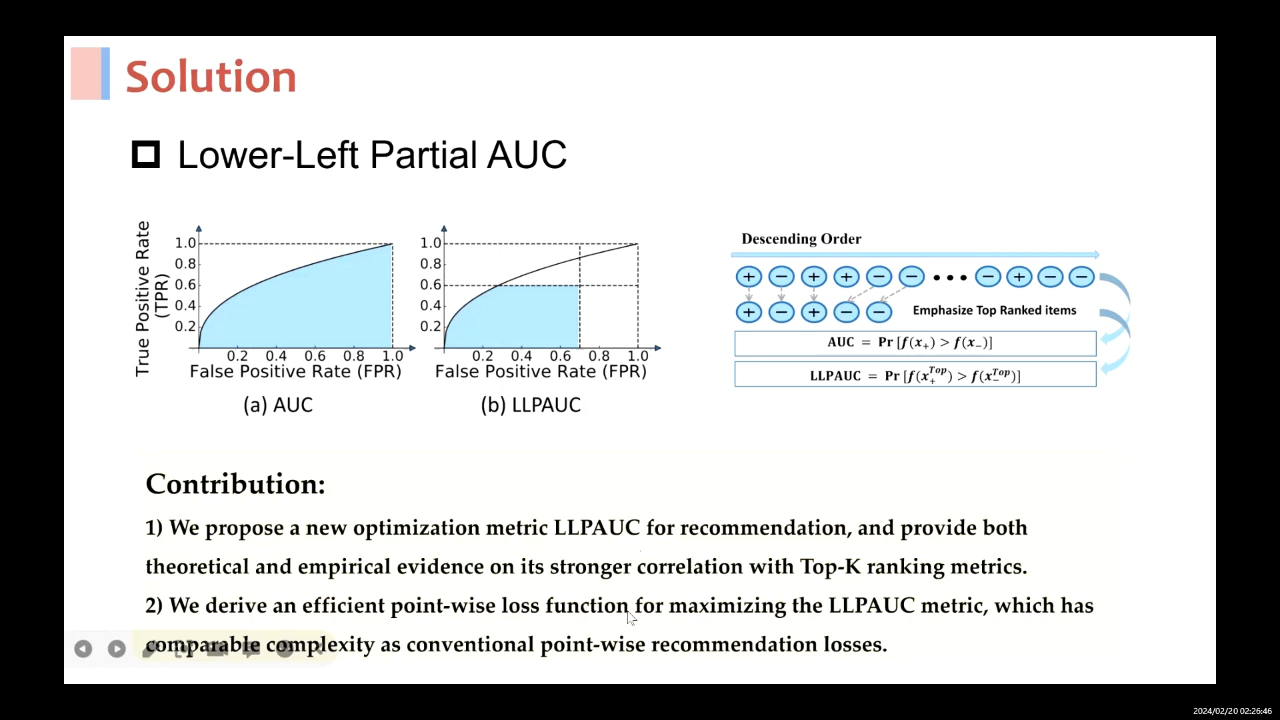 Solution
Lower-Left Partial AUC
True Positive Rate
(TPR)
1.0
0.8
0.6
0.4
0.2
0.2 0.4 0.6 0.8 1.0
False Positive Rate (FPR)
(a) AUC
1.0
0.8
0.6
0.4
0.2
0.2 0.4 0.6 0.8 1.0
False Positive Rate (FPR)
(b) LLPAUC
Descending Order
+ − + + − − ••• − + − −
+ − + − − Emphasize Top Ranked items
AUC = Pr [f(x₊) > f(x₋)]
LLPAUC = Pr [f(x₊^Top) > f(x₋^Top)]
Contribution:
1) We propose a new optimization metric LLPAUC for recommendation, and provide both
theoretical and empirical evidence on its stronger correlation with Top-K ranking metrics.
2) We derive an efficient point-wise loss function for maximizing the LLPAUC metric, which has
comparable complexity as conventional point-wise recommendation losses.
2024/02/20 02:26:46